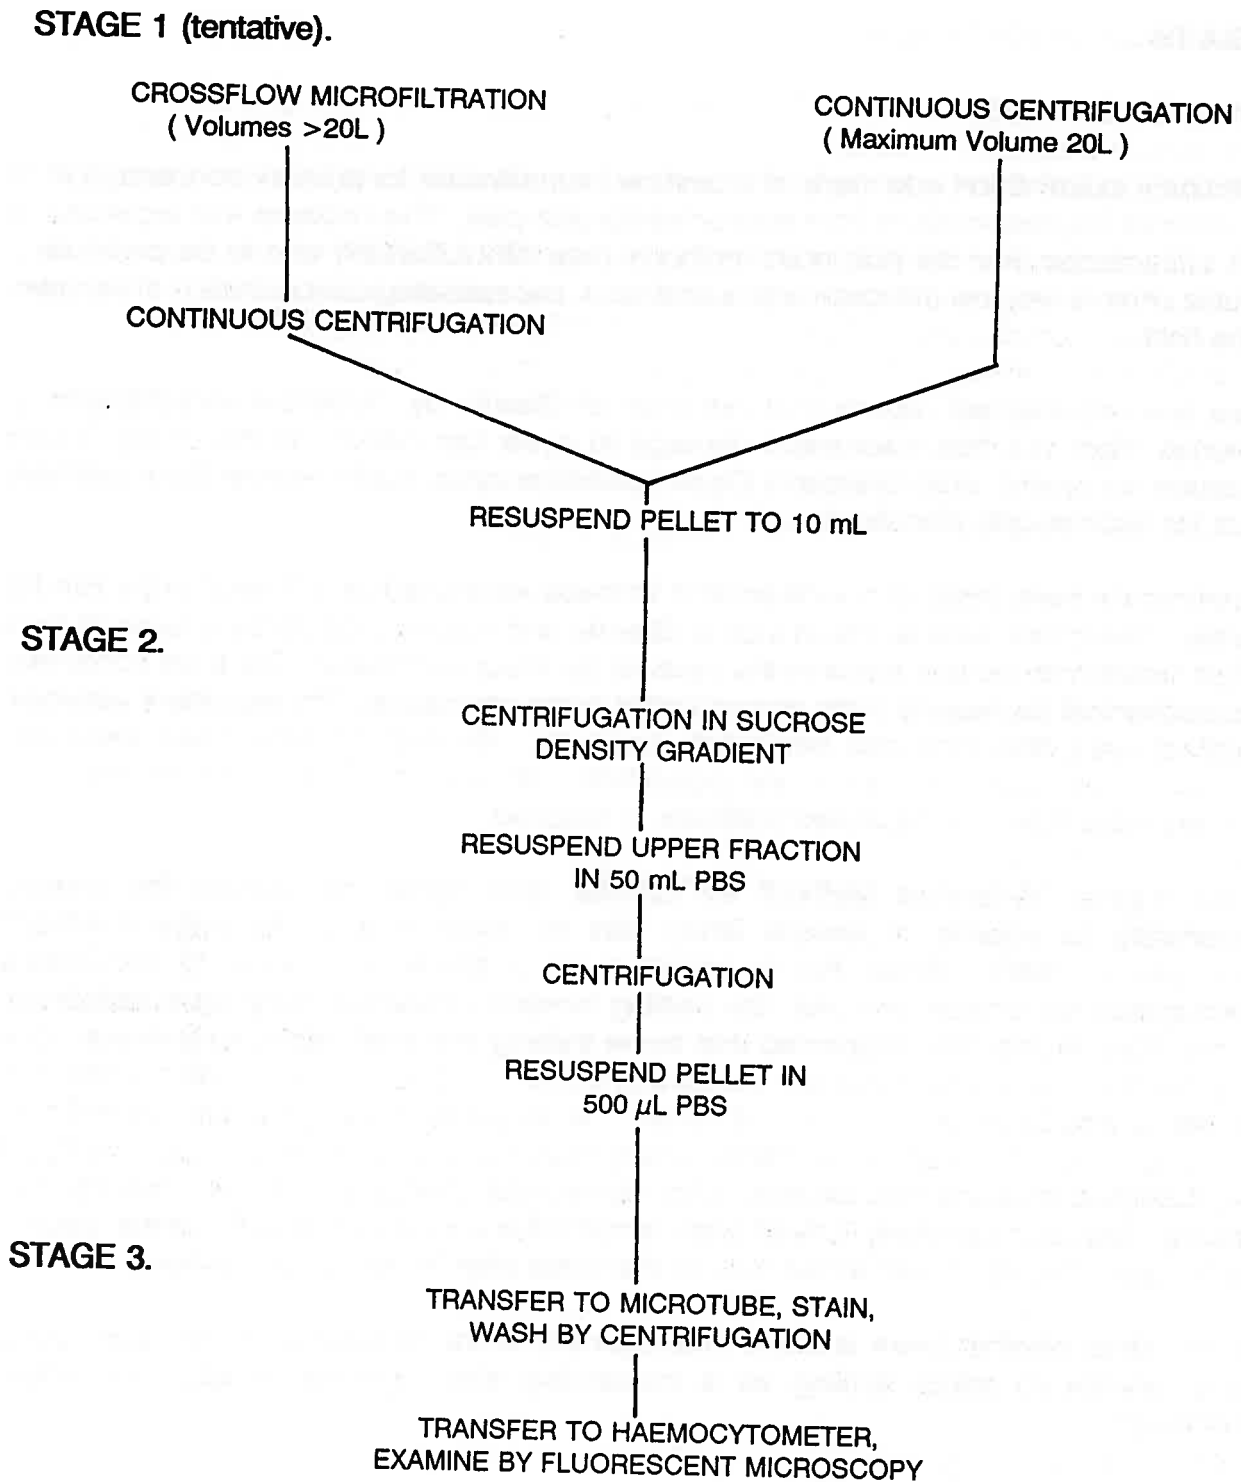 STAGE 1 (tentative).
CROSSFLOW MICROFILTRATION
( Volumes >20L )
CONTINUOUS CENTRIFUGATION
( Maximum Volume 20L )
CONTINUOUS CENTRIFUGATION
RESUSPEND PELLET TO 10 mL
STAGE 2.
CENTRIFUGATION IN SUCROSE
DENSITY GRADIENT
RESUSPEND UPPER FRACTION
IN 50 mL PBS
CENTRIFUGATION
RESUSPEND PELLET IN
500 μL PBS
STAGE 3.
TRANSFER TO MICROTUBE, STAIN,
WASH BY CENTRIFUGATION
TRANSFER TO HAEMOCYTOMETER,
EXAMINE BY FLUORESCENT MICROSCOPY